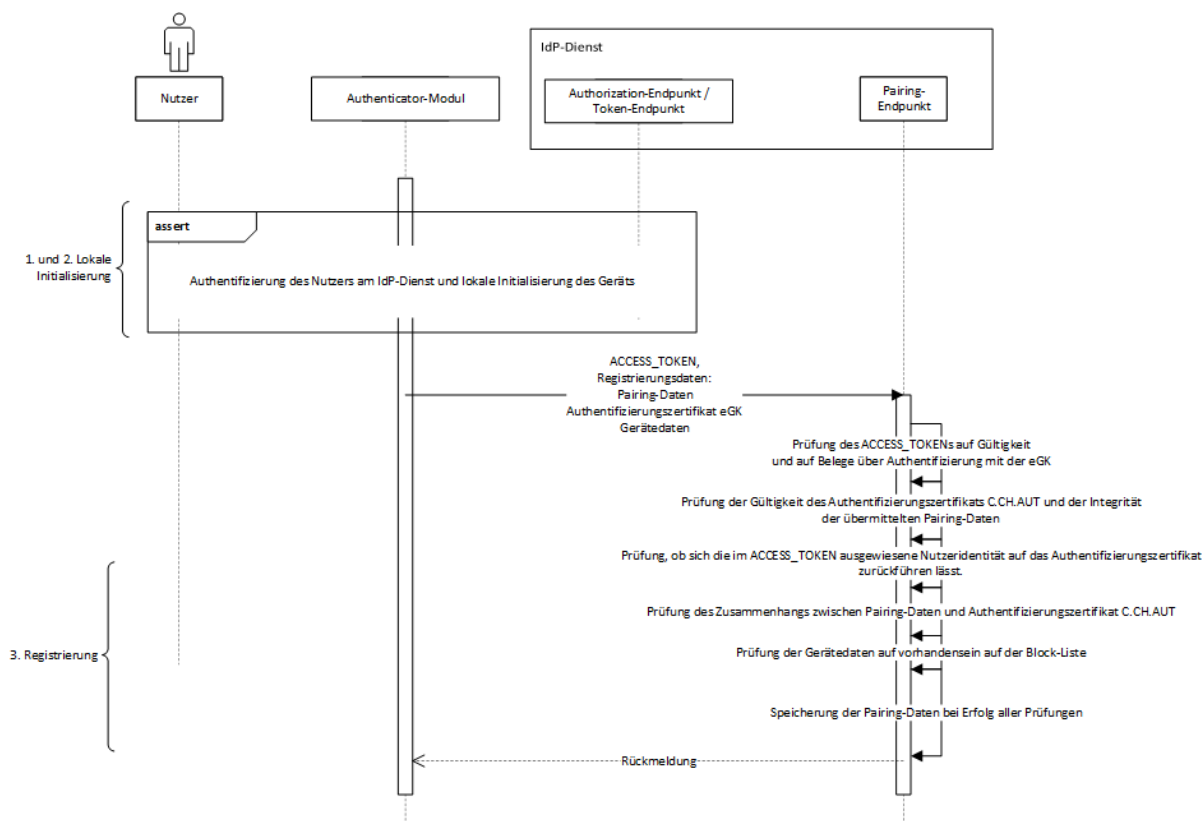 IdP-Dienst
Nutzer
Authenticator-Modul
Authorization-Endpunkt /
Token-Endpunkt
Pairing-
Endpunkt
assert
1. und 2. Lokale
Initialisierung
Authentifizierung des Nutzers am IdP-Dienst und lokale Initialisierung des Geräts
ACCESS_TOKEN,
Registrierungsdaten:
Pairing-Daten
Authentifizierungszertifikat eGK
Gerätedaten
Prüfung des ACCESS_TOKENs auf Gültigkeit
und auf Belege über Authentifizierung mit der eGK
Prüfung der Gültigkeit des Authentifizierungszertifikats C.CH.AUT und der Integrität
der übermittelten Pairing-Daten
Prüfung, ob sich die im ACCESS_TOKEN ausgewiesene Nutzeridentität auf das Authentifizierungszertifikat
zurückführen lässt.
Prüfung des Zusammenhangs zwischen Pairing-Daten und Authentifizierungszertifikat C.CH.AUT
3. Registrierung
Prüfung der Gerätedaten auf vorhandensein auf der Block-Liste
Speicherung der Pairing-Daten bei Erfolg aller Prüfungen
Rückmeldung